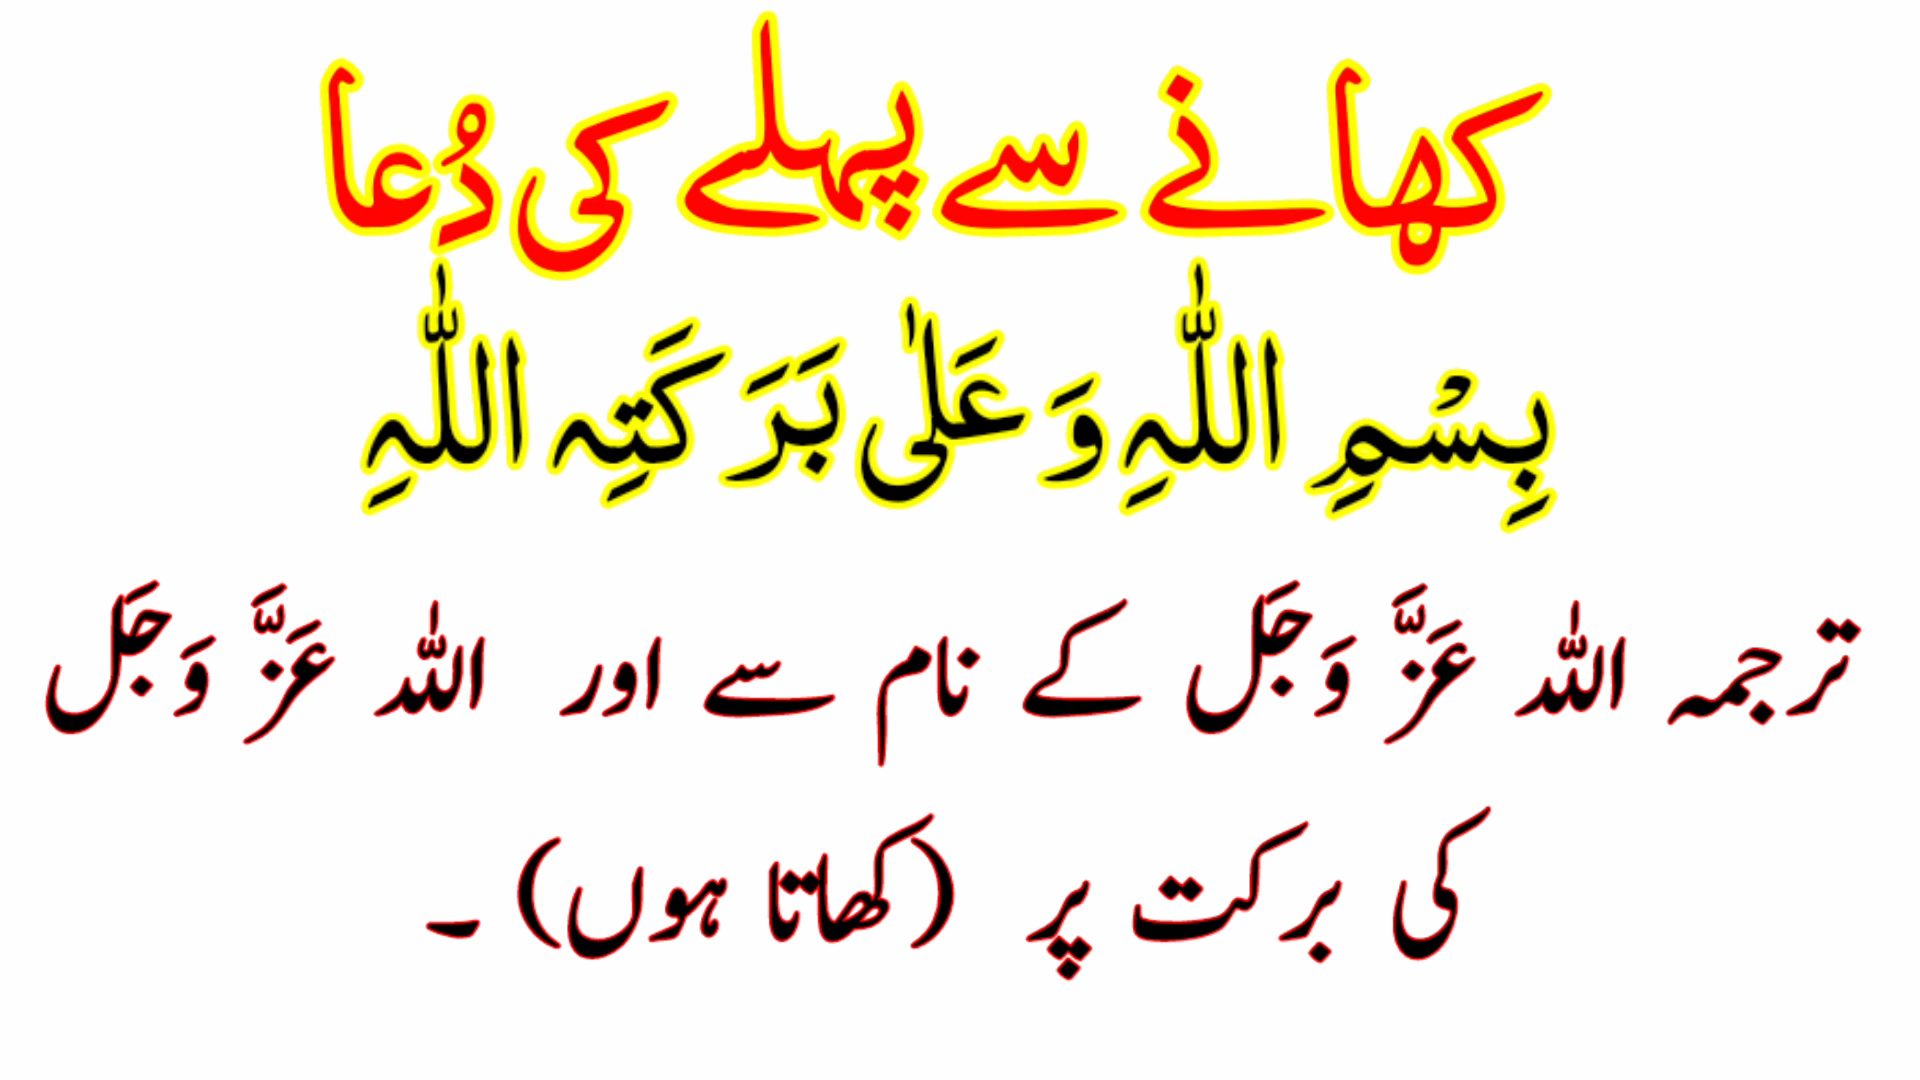 کھانے سے پہلے کی دُعا
بِسْمِ اللّٰہِ وَ عَلٰی بَرَکَتِہ اللّٰہِ
ترجمہ اللہ عَزَّ وَجَل کے نام سے اور اللہ عَزَّ وَجَل
کی برکت پر (کھاتا ہوں) ۔